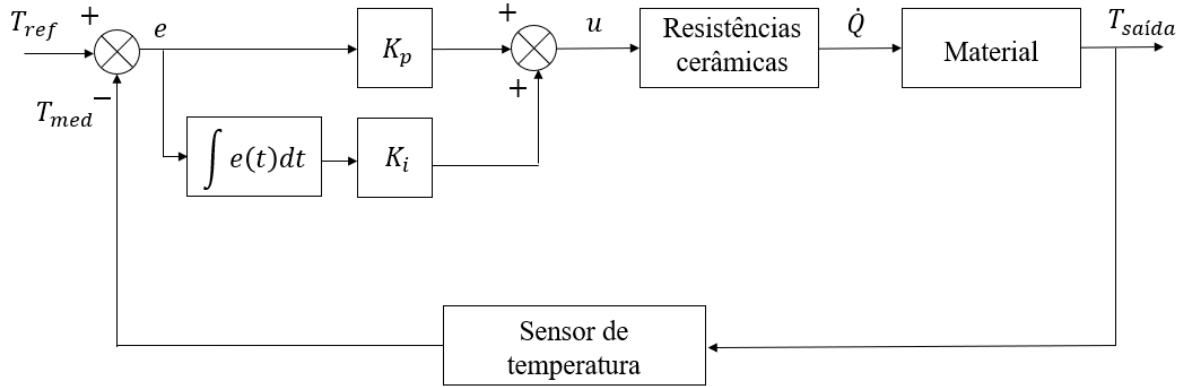 T_ref
+
e
K_p
+
u
Resistências
cerâmicas
Q̇
Material
T_saída
T_med
−
+
∫ e(t)dt
K_i
Sensor de
temperatura